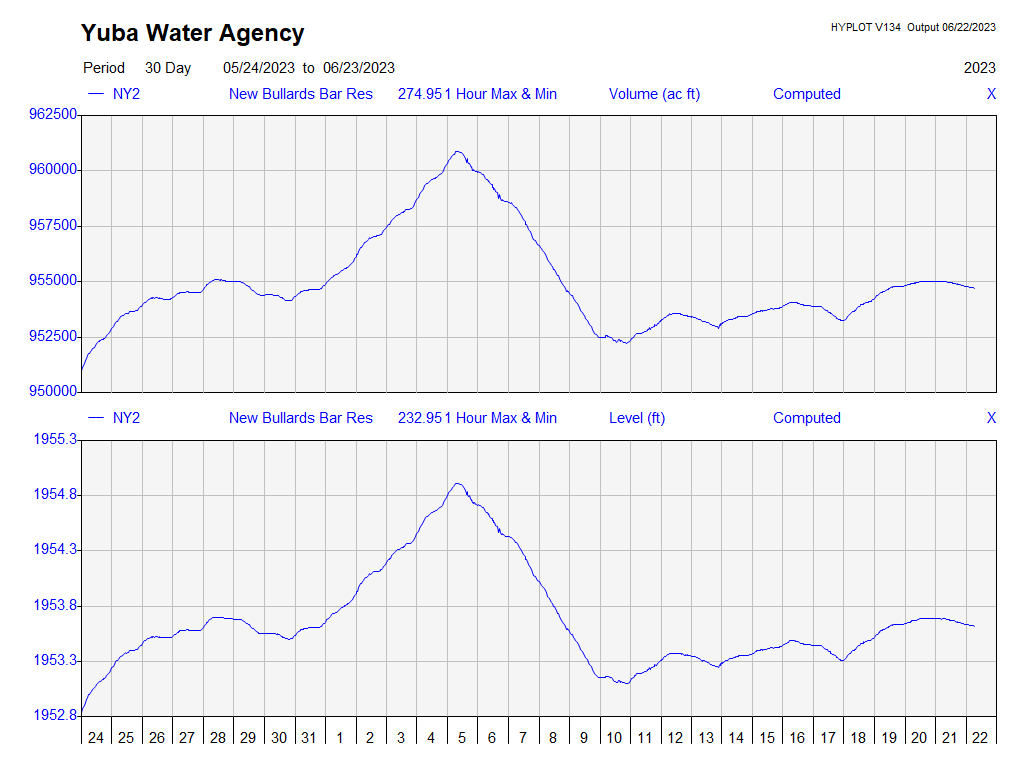 Yuba Water Agency
HYPLOT V134 Output 06/22/2023
Period 30 Day 05/24/2023 to 06/23/2023 2023
NY2 New Bullards Bar Res 274.95 1 Hour Max & Min Volume (ac ft) Computed X
962500
960000
957500
955000
952500
950000
NY2 New Bullards Bar Res 232.95 1 Hour Max & Min Level (ft) Computed X
1955.3
1954.8
1954.3
1953.8
1953.3
1952.8
24 25 26 27 28 29 30 31 1 2 3 4 5 6 7 8 9 10 11 12 13 14 15 16 17 18 19 20 21 22